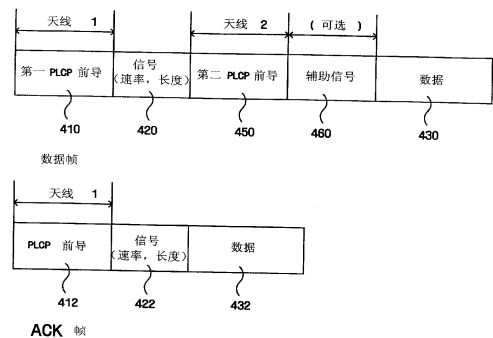 天线 1
天线 2
(可选)
第一 PLCP 前导
信号
(速率,长度)
第二 PLCP 前导
辅助信号
数据
410
420
450
460
430
数据帧
天线 1
PLCP 前导
信号
(速率,长度)
数据
412
422
432
ACK 帧